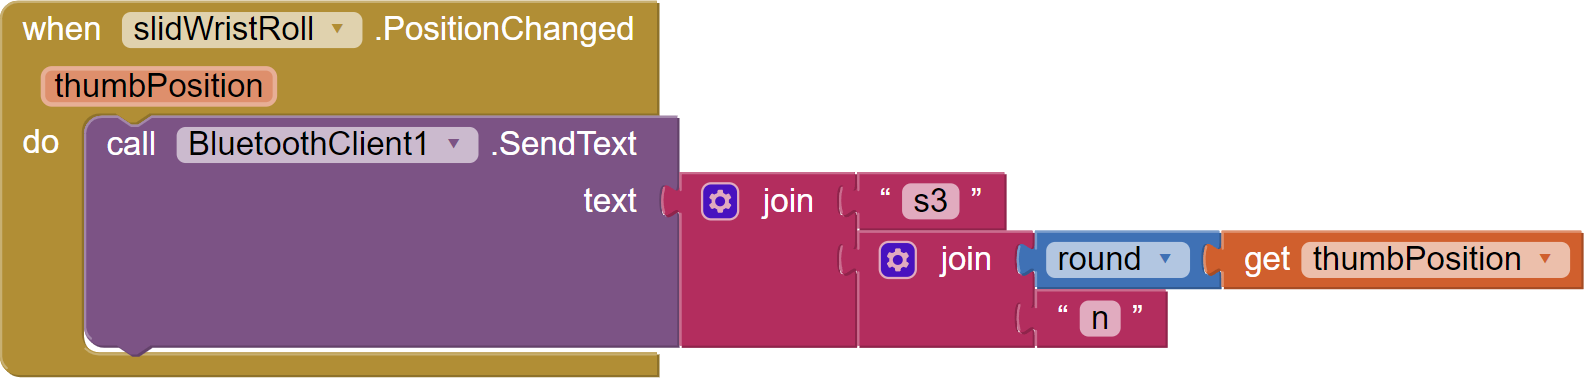 when slidWristRoll .PositionChanged
thumbPosition
do call BluetoothClient1 .SendText
text join “ s3 ”
join round get thumbPosition
“ n ”